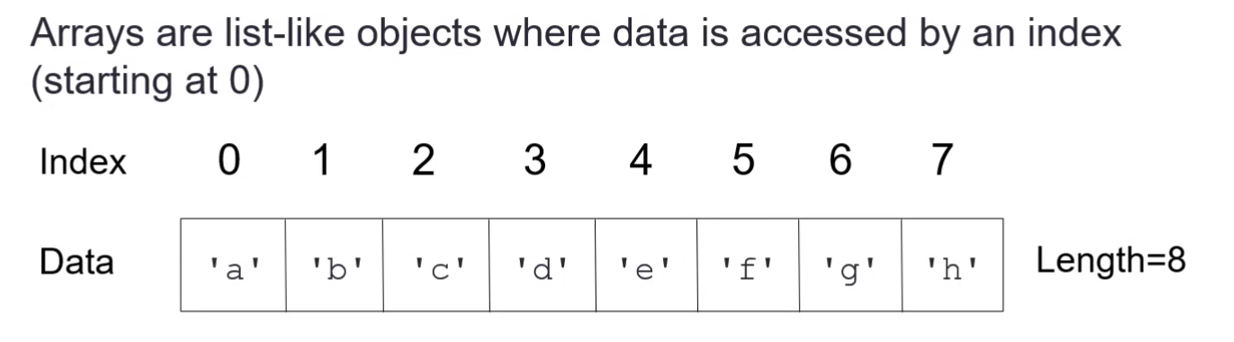 Arrays are list-like objects where data is accessed by an index
(starting at 0)
Index 0 1 2 3 4 5 6 7
Data 'a' 'b' 'c' 'd' 'e' 'f' 'g' 'h' Length=8